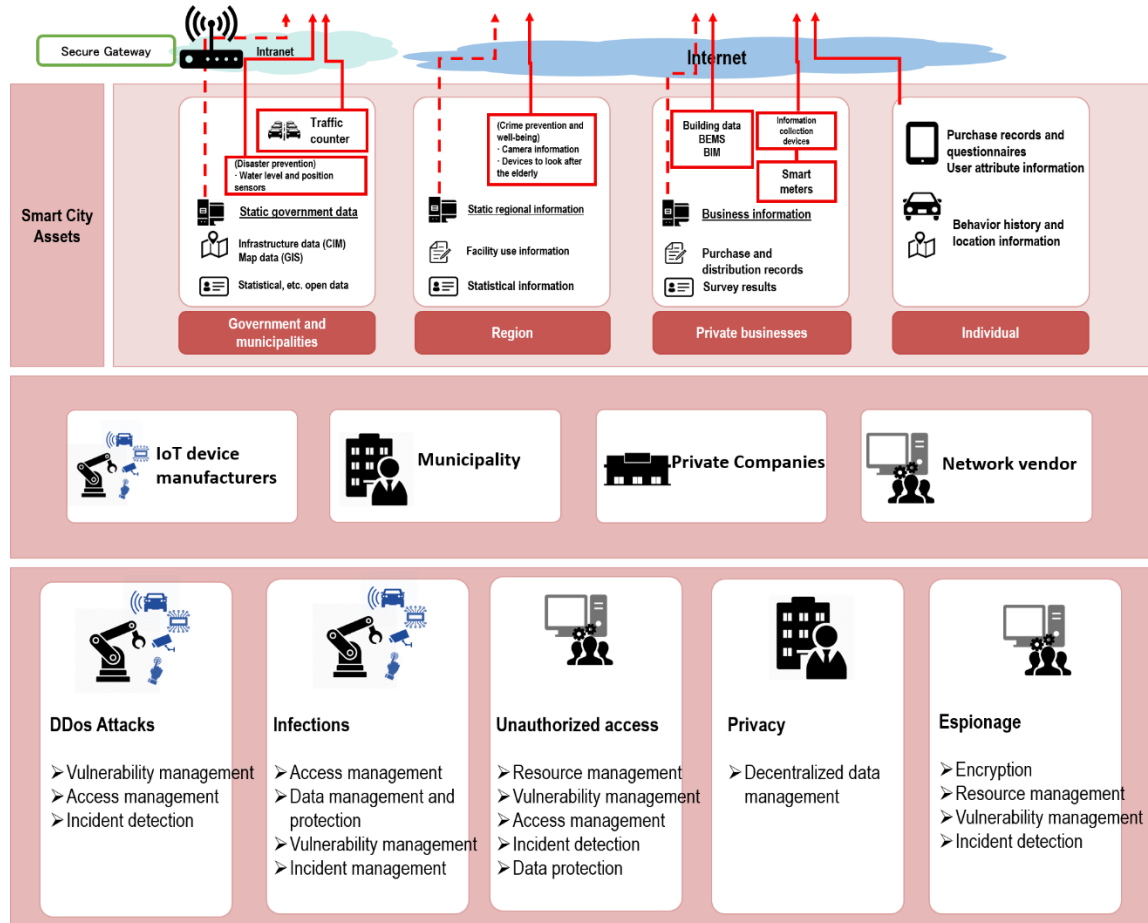 Secure Gateway
Intranet
Internet
Smart City
Assets
Traffic
counter
(Disaster prevention)
· Water level and position
sensors
Static government data
Infrastructure data (CIM)
Map data (GIS)
Statistical, etc. open data
Government and
municipalities
(Crime prevention and
well-being)
· Camera information
· Devices to look after
the elderly
Static regional information
Facility use information
Statistical information
Region
Building data
BEMS
BIM
Information
collection
devices
Smart
meters
Business information
Purchase and
distribution records
Survey results
Private businesses
Purchase records and
questionnaires
User attribute information
Behavior history and
location information
Individual
IoT device
manufacturers
Municipality
Private Companies
Network vendor
DDos Attacks
➢Vulnerability management
➢Access management
➢Incident detection
Infections
➢Access management
➢Data management and
protection
➢Vulnerability management
➢Incident management
Unauthorized access
➢Resource management
➢Vulnerability management
➢Access management
➢Incident detection
➢Data protection
Privacy
➢Decentralized data
management
Espionage
➢Encryption
➢Resource management
➢Vulnerability management
➢Incident detection